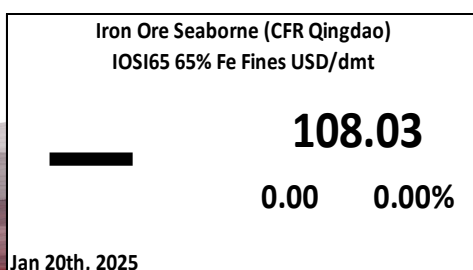 Iron Ore Seaborne (CFR Qingdao)
IOSI65 65% Fe Fines USD/dmt
108.03
0.00 0.00%
Jan 20th, 2025